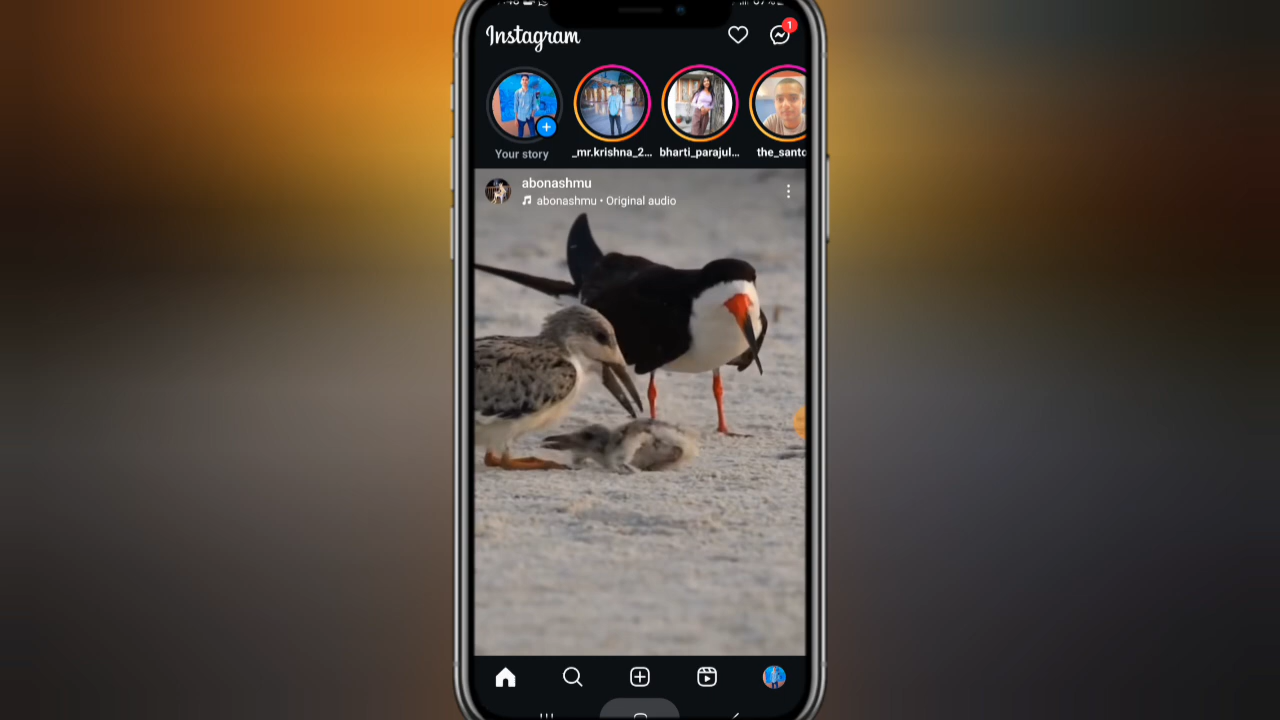 Instagram
1
Your story
_mr.krishna_2...
bharti_parajul...
the_santo
abonashmu
abonashmu • Original audio